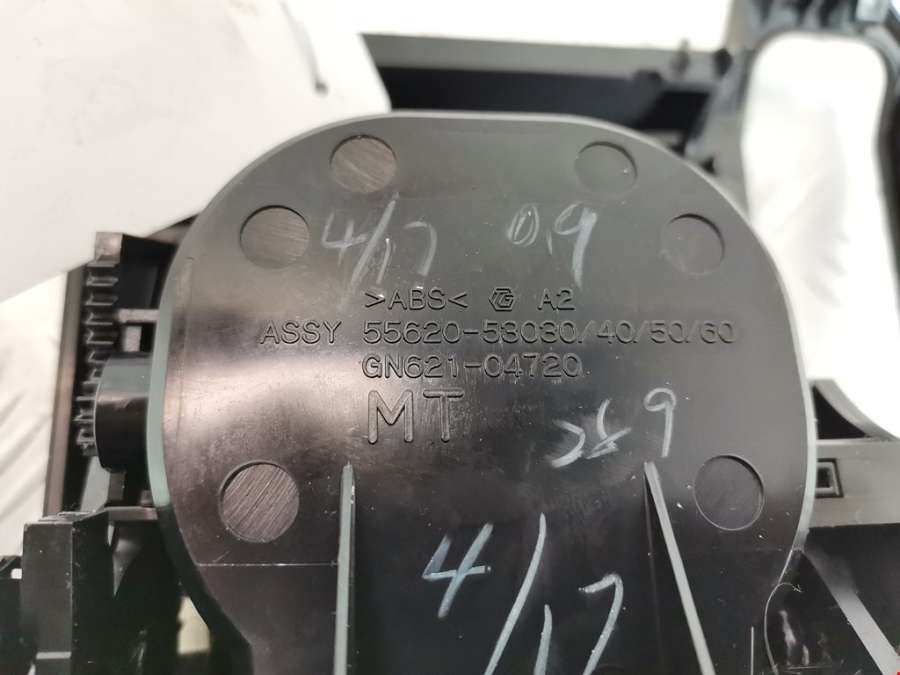 4/17 0.9
>ABS< A2
ASSY 55620-53030/40/50/60
GN621-04720
MT
4/17